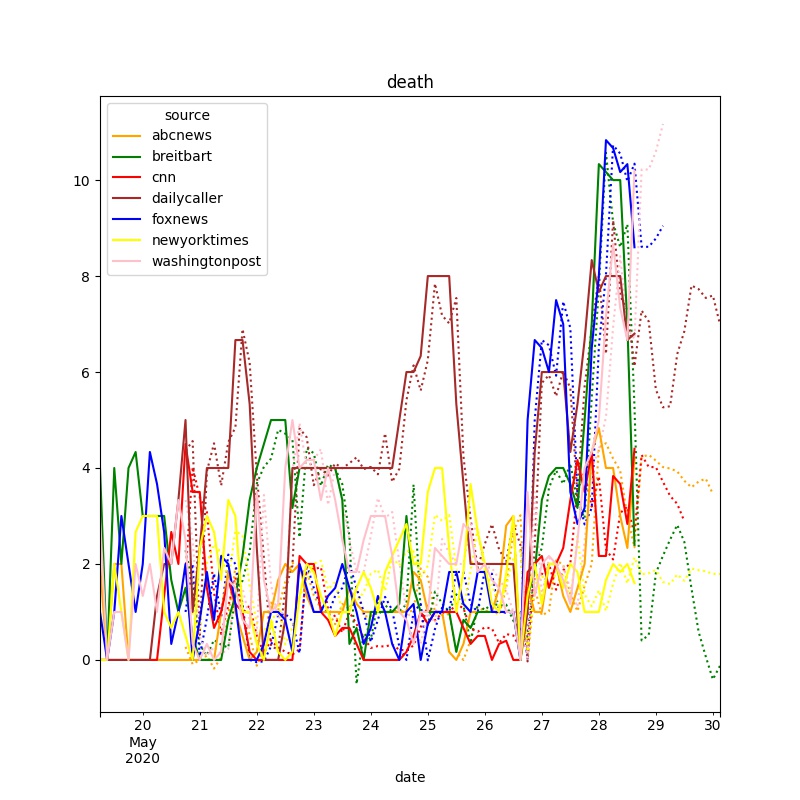 death
source
abcnews
breitbart
cnn
dailycaller
foxnews
newyorktimes
washingtonpost
10
8
6
4
2
0
20 21 22 23 24 25 26 27 28 29 30
May
2020
date